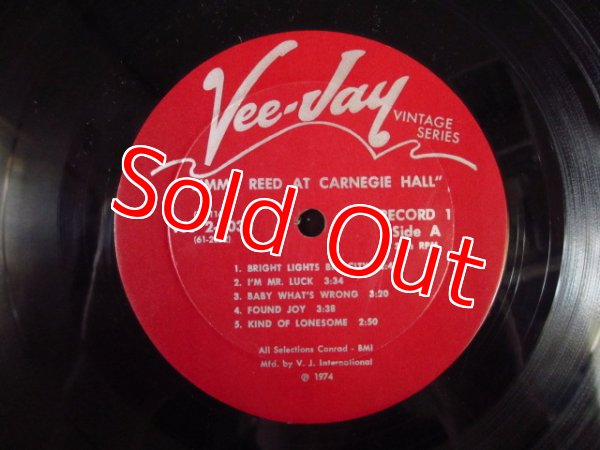 Vee-Jay
VINTAGE
SERIES
REED AT CARNEGIE HALL"
RECORD 1
Side A
RPM
1. BRIGHT LIGHTS
2. I'M MR. LUCK 3:34
3. BABY WHAT'S WRONG 3:20
4. FOUND JOY 3:38
5. KIND OF LONESOME 2:50
All Selections Conrad - BMI
Mfd. by V. J. International
℗ 1974
Sold Out